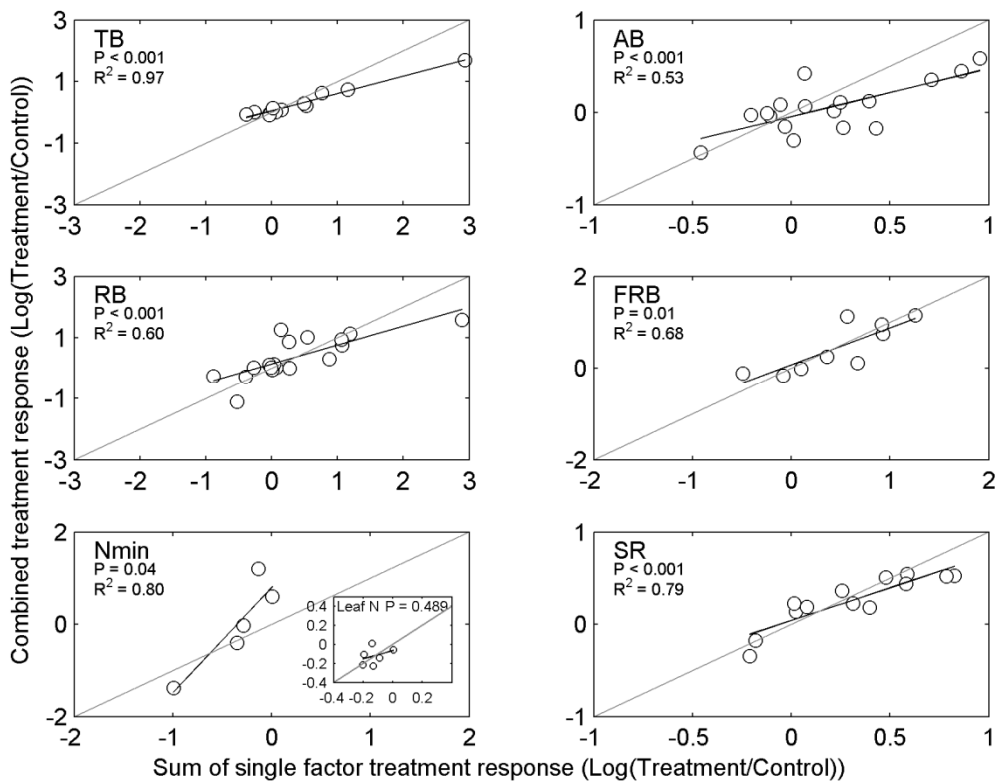 Combined treatment response (Log(Treatment/Control))
TB
P < 0.001
R2 = 0.97
3
1
-1
-3
-3 -2 -1 0 1 2 3
AB
P < 0.001
R2 = 0.53
1
0
-1
-1 -0.5 0 0.5 1
RB
P < 0.001
R2 = 0.60
3
1
-1
-3
-3 -2 -1 0 1 2 3
FRB
P = 0.01
R2 = 0.68
2
0
-2
-2 -1 0 1 2
Nmin
P = 0.04
R2 = 0.80
2
0
-2
-2 -1 0 1 2
Leaf N P = 0.489
0.4
0.2
0
-0.2
-0.4
-0.4 -0.2 0 0.2
SR
P < 0.001
R2 = 0.79
1
0
-1
-1 -0.5 0 0.5 1
Sum of single factor treatment response (Log(Treatment/Control))